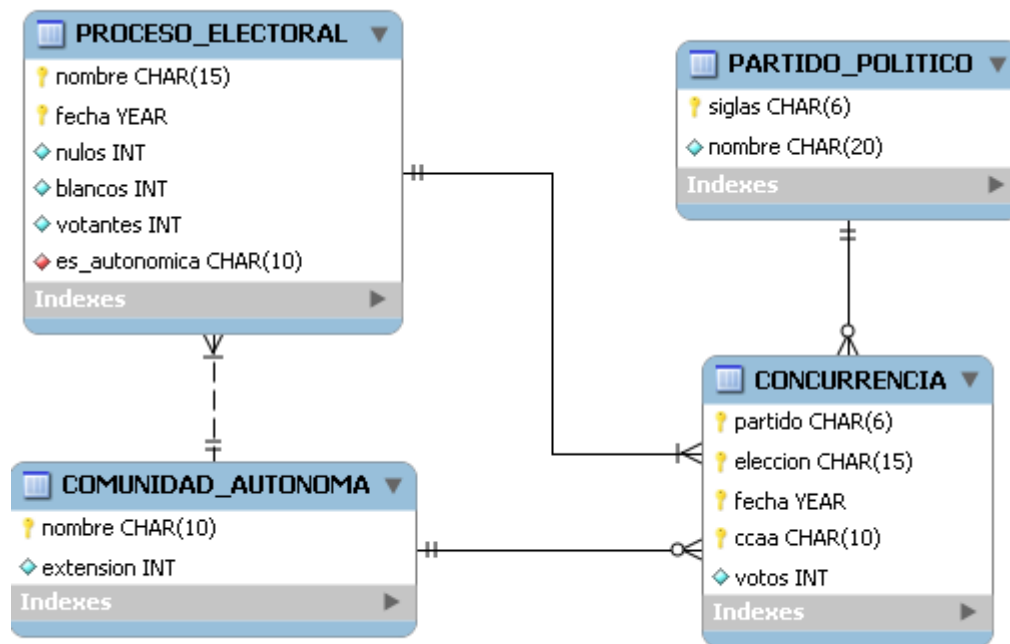 PROCESO_ELECTORAL
nombre CHAR(15)
fecha YEAR
nulos INT
blancos INT
votantes INT
es_autonomica CHAR(10)
Indexes
PARTIDO_POLITICO
siglas CHAR(6)
nombre CHAR(20)
Indexes
COMUNIDAD_AUTONOMA
nombre CHAR(10)
extension INT
Indexes
CONCURRENCIA
partido CHAR(6)
eleccion CHAR(15)
fecha YEAR
ccaa CHAR(10)
votos INT
Indexes